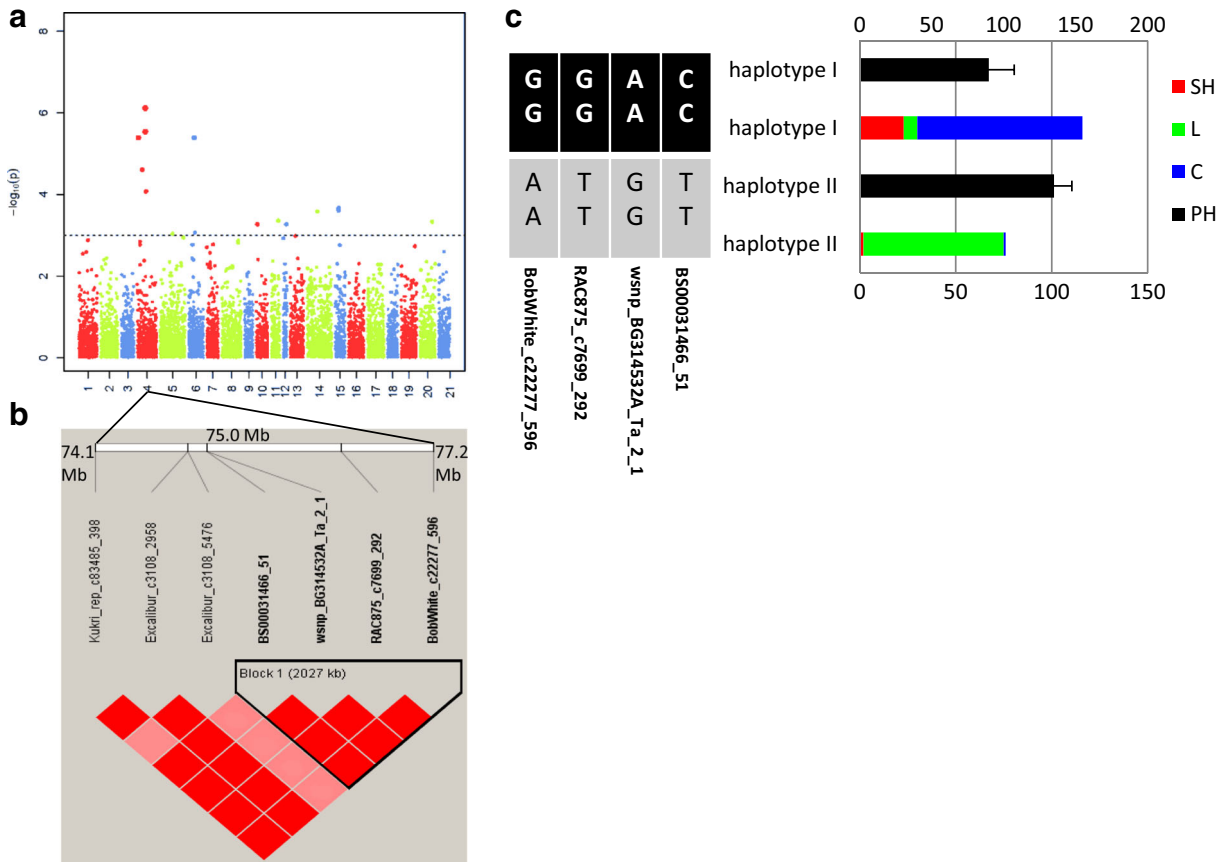 a
8
6
4
2
0
-log₁₀(p)
1 2 3 4 5 6 7 8 9 10 11 12 13 14 15 16 17 18 19 20 21
b
74.1 Mb
75.0 Mb
77.2 Mb
Kukri_rep_c83485_398
Excalibur_c3108_2958
Excalibur_c3108_5476
BS00031466_51
wsnp_BG314532A_Ta_2_1
RAC875_c7699_292
BobWhite_c22277_596
Block 1 (2027 kb)
c
G G A C
G G A C
A T G T
A T G T
BobWhite_c22277_596
RAC875_c7699_292
wsnp_BG314532A_Ta_2_1
BS00031466_51
0 50 100 150 200
haplotype I
haplotype I
haplotype II
haplotype II
0 50 100 150
SH
L
C
PH